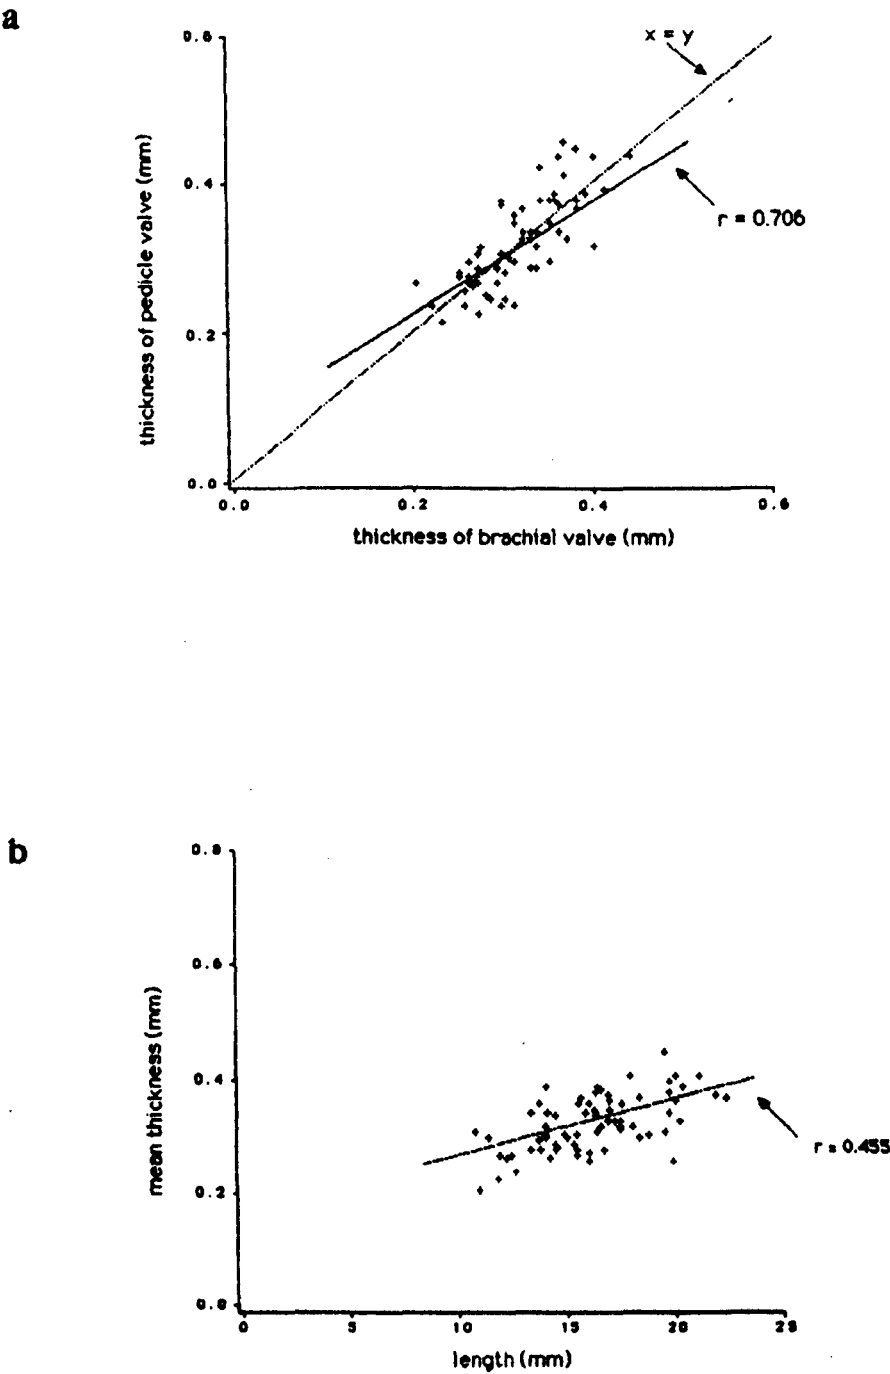 a
0.6
x = y
thickness of pedicle valve (mm)
0.4
r = 0.706
0.2
0.0
0.0 0.2 0.4 0.6
thickness of brachial valve (mm)
b
0.8
0.6
mean thickness (mm)
0.4
r = 0.455
0.2
0.0
0 5 10 15 20 25
length (mm)